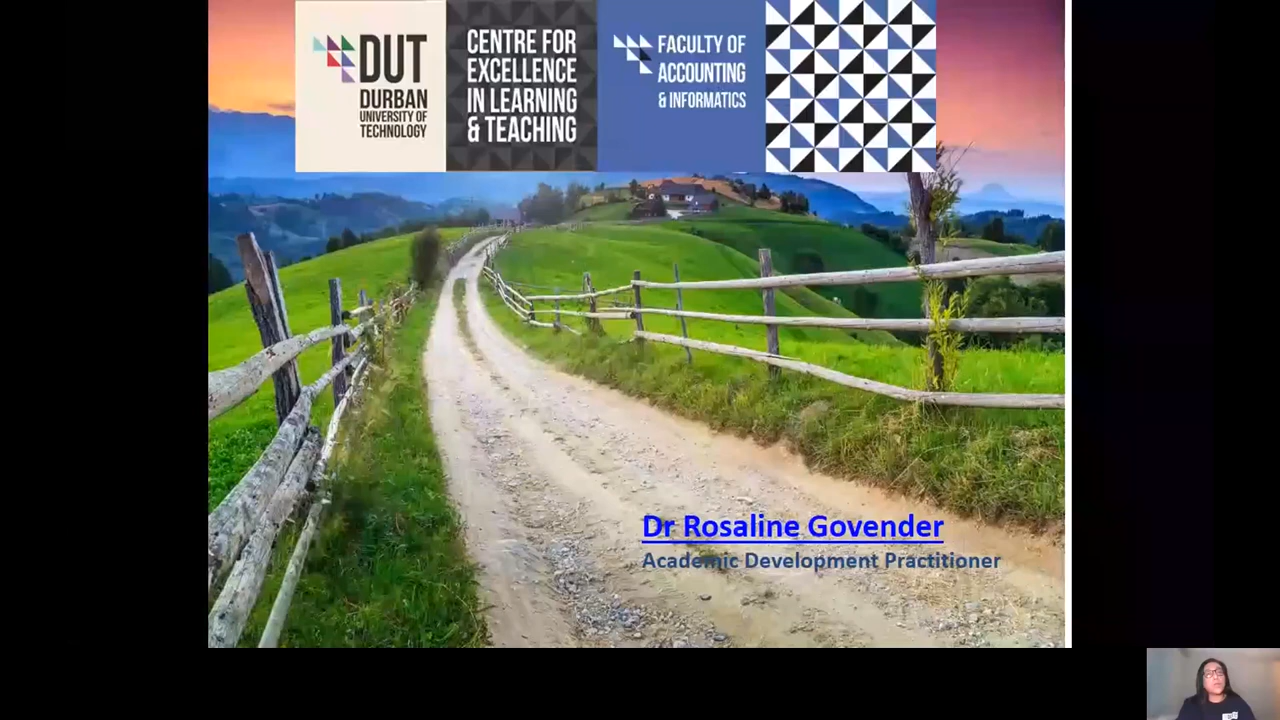 DUT
DURBAN
UNIVERSITY OF
TECHNOLOGY
CENTRE FOR
EXCELLENCE
IN LEARNING
& TEACHING
FACULTY OF
ACCOUNTING
& INFORMATICS
Dr Rosaline Govender
Academic Development Practitioner